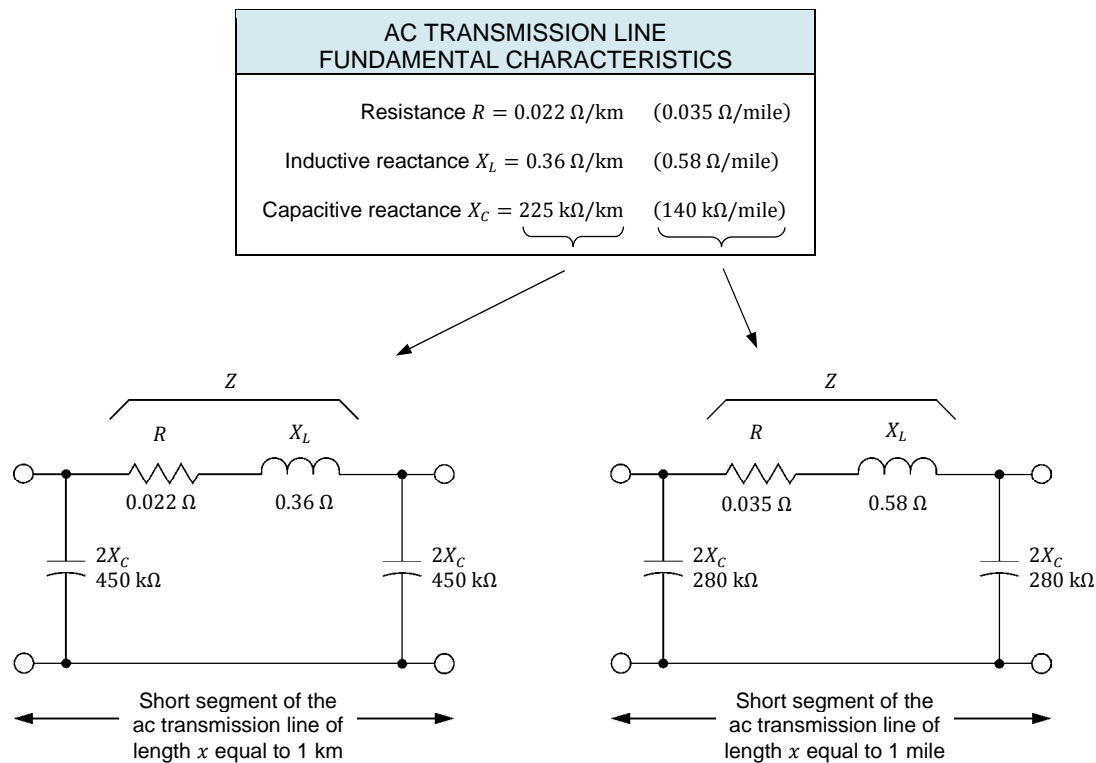 AC TRANSMISSION LINE
FUNDAMENTAL CHARACTERISTICS
Resistance R = 0.022 Ω/km (0.035 Ω/mile)
Inductive reactance X_L = 0.36 Ω/km (0.58 Ω/mile)
Capacitive reactance X_C = 225 kΩ/km (140 kΩ/mile)
Z
R
X_L
0.022 Ω
0.36 Ω
2X_C
450 kΩ
2X_C
450 kΩ
Short segment of the
ac transmission line of
length x equal to 1 km
Z
R
X_L
0.035 Ω
0.58 Ω
2X_C
280 kΩ
2X_C
280 kΩ
Short segment of the
ac transmission line of
length x equal to 1 mile